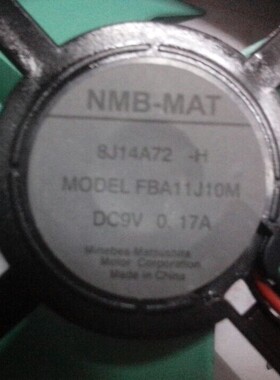 NMB-MAT
8J14A72 -H
MODEL FBA11J10M
DC9V 0.17A
Minebea-Matsushita
Motor Corporation
Made in China